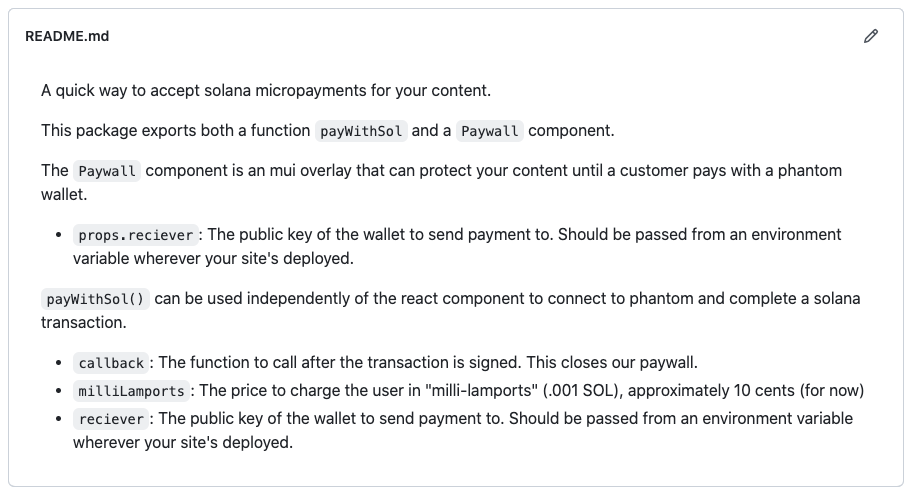 README.md
A quick way to accept solana micropayments for your content.
This package exports both a function payWithSol and a Paywall component.
The Paywall component is an mui overlay that can protect your content until a customer pays with a phantom
wallet.
• props.reciever: The public key of the wallet to send payment to. Should be passed from an environment
variable wherever your site's deployed.
payWithSol() can be used independently of the react component to connect to phantom and complete a solana
transaction.
• callback: The function to call after the transaction is signed. This closes our paywall.
• milliLamports: The price to charge the user in "milli-lamports" (.001 SOL), approximately 10 cents (for now)
• reciever: The public key of the wallet to send payment to. Should be passed from an environment variable
wherever your site's deployed.